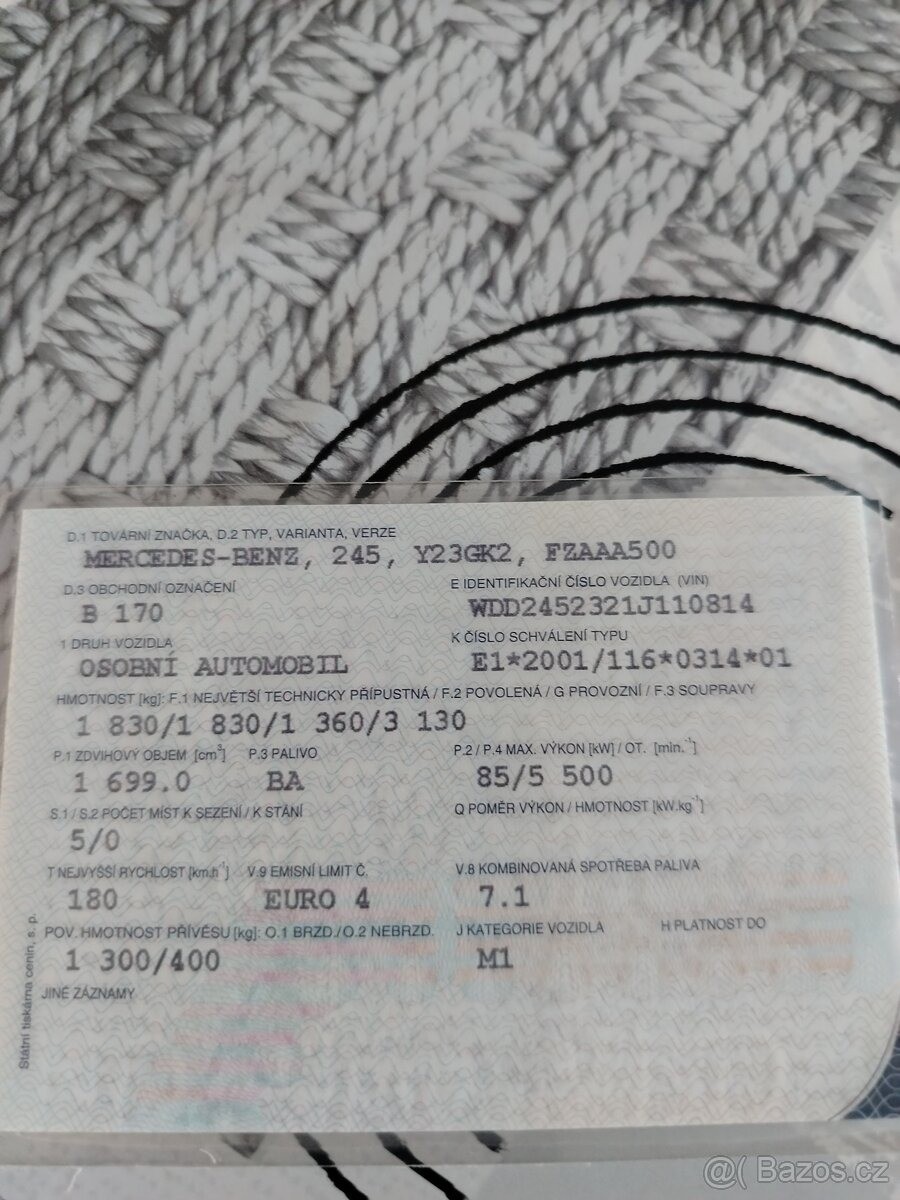 D.1 TOVÁRNÍ ZNAČKA, D.2 TYP, VARIANTA, VERZE
MERCEDES-BENZ, 245, Y23GK2, FZAAA500
D.3 OBCHODNÍ OZNAČENÍ E IDENTIFIKAČNÍ ČÍSLO VOZIDLA (VIN)
B 170 WDD2452321J110814
1 DRUH VOZIDLA K ČÍSLO SCHVÁLENÍ TYPU
OSOBNÍ AUTOMOBIL E1*2001/116*0314*01
HMOTNOST [kg]: F.1 NEJVĚTŠÍ TECHNICKY PŘÍPUSTNÁ / F.2 POVOLENÁ / G PROVOZNÍ / F.3 SOUPRAVY
1 830/1 830/1 360/3 130
P.1 ZDVIHOVÝ OBJEM [cm³] P.3 PALIVO P.2 / P.4 MAX. VÝKON [kW] / OT. [min.⁻¹]
1 699.0 BA 85/5 500
S.1 / S.2 POČET MÍST K SEZENÍ / K STÁNÍ Q POMĚR VÝKON / HMOTNOST [kW.kg⁻¹]
5/0
T NEJVYŠŠÍ RYCHLOST [km.h⁻¹] V.9 EMISNÍ LIMIT Č. V.8 KOMBINOVANÁ SPOTŘEBA PALIVA
180 EURO 4 7.1
POV. HMOTNOST PŘÍVĚSU [kg]: O.1 BRZD./O.2 NEBRZD. J KATEGORIE VOZIDLA H PLATNOST DO
1 300/400 M1
JINÉ ZÁZNAMY
Státní tiskárna cenin, s. p.
@( Bazos.cz